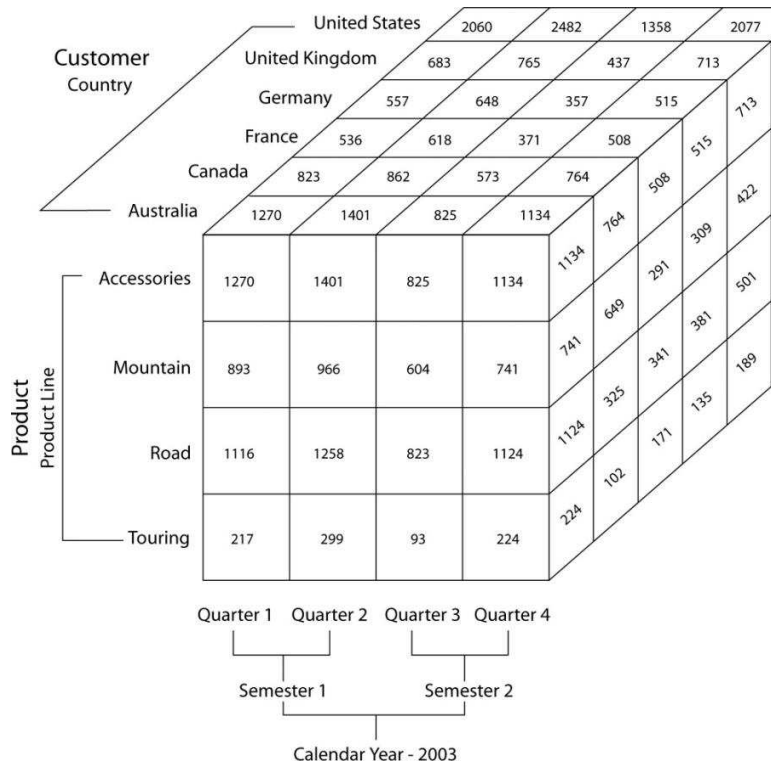 United States 2060 2482 1358 2077
Customer
Country
United Kingdom 683 765 437 713
Germany 557 648 357 515
France 536 618 371 508
Canada 823 862 573 764
Australia 1270 1401 825 1134
713
515
508
764
1134
422
309
291
649
741
501
381
341
325
1124
189
135
171
102
224
Product
Product Line
Accessories 1270 1401 825 1134
Mountain 893 966 604 741
Road 1116 1258 823 1124
Touring 217 299 93 224
Quarter 1 Quarter 2 Quarter 3 Quarter 4
Semester 1 Semester 2
Calendar Year - 2003